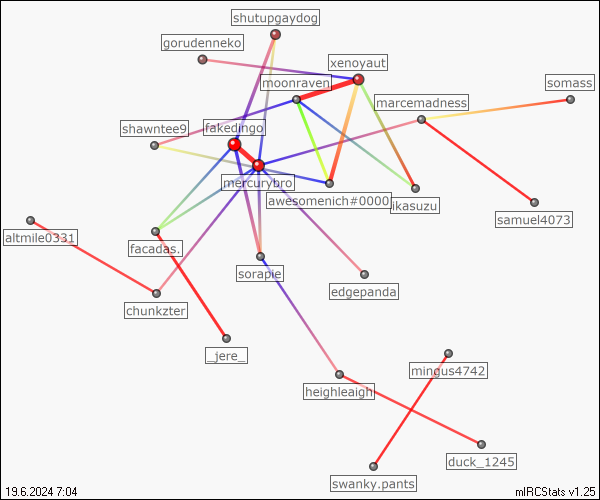 shutupgaydog
gorudenneko
xenoyaut
moonraven
somass
marcemadness
shawntee9
fakedingo
mercurybro
awesomenich#0000
ikasuzu
samuel4073
altmile0331
facadas.
sorapie
edgepanda
chunkzter
_jere_
mingus4742
heighleaigh
duck_1245
swanky.pants
19.6.2024 7:04
mIRCStats v1.25